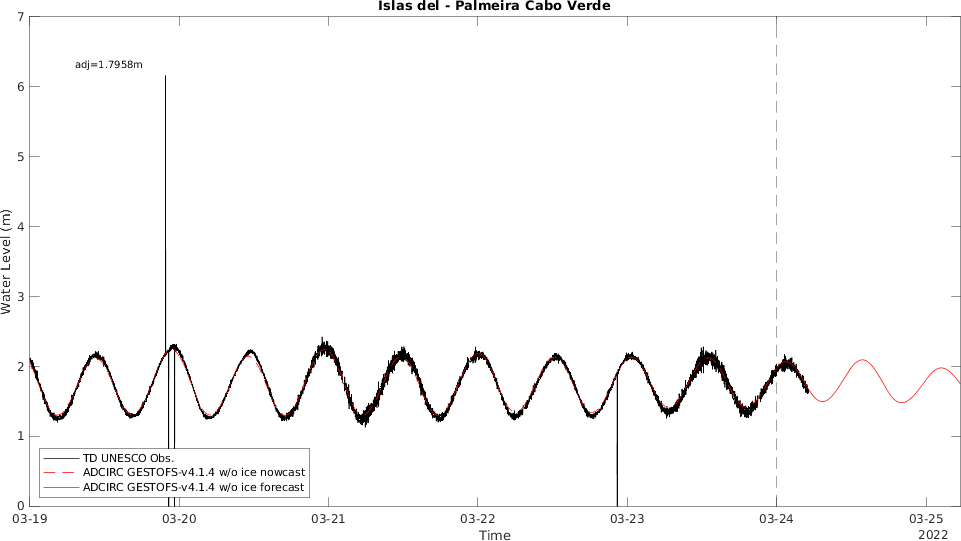 Islas del - Palmeira Cabo Verde
7
adj=1.7958m
6
5
4
Water Level (m)
3
2
1
TD UNESCO Obs.
ADCIRC GESTOFS-v4.1.4 w/o ice nowcast
ADCIRC GESTOFS-v4.1.4 w/o ice forecast
0
03-19 03-20 03-21 03-22 03-23 03-24 03-25
Time 2022